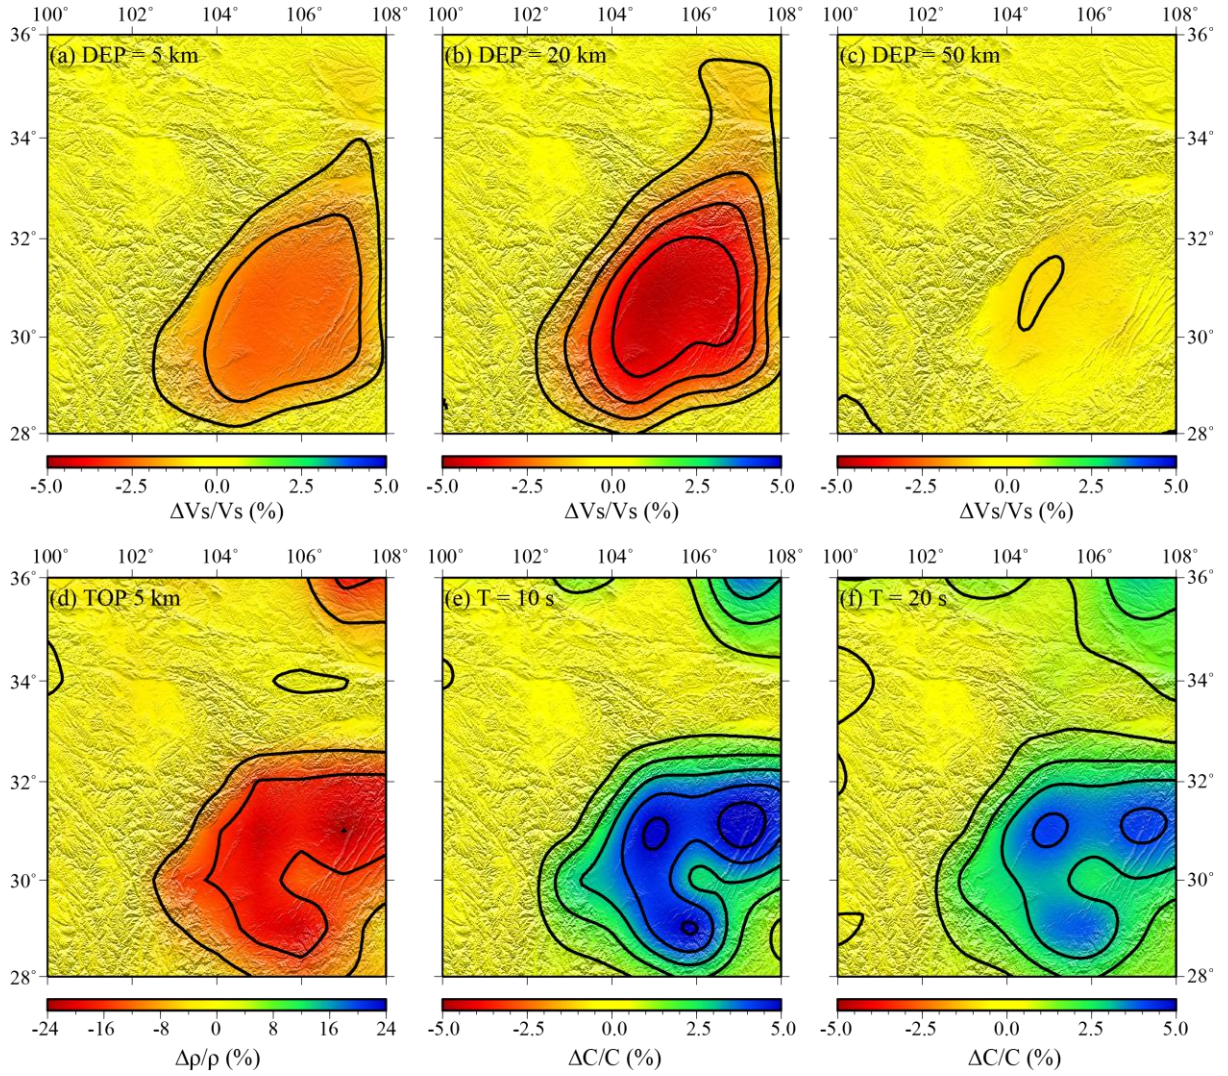 100° 102 104 106 108° 100° 102 104 106 108° 100° 102 104 106 108°
36° (a) DEP = 5 km (b) DEP = 20 km (c) DEP = 50 km 36°
34° 34°
32° 32°
30° 30°
28° 28°
-5.0 -2.5 0.0 2.5 5.0 -5.0 -2.5 0.0 2.5 5.0 -5.0 -2.5 0.0 2.5 5.0
ΔVs/Vs (%) ΔVs/Vs (%) ΔVs/Vs (%)
100° 102 104 106 108° 100° 102 104 106 108° 100° 102 104 106 108°
36° (d) TOP 5 km (e) T = 10 s (f) T = 20 s 36°
34° 34°
32° 32°
30° 30°
28° 28°
-24 -16 -8 0 8 16 24 -5.0 -2.5 0.0 2.5 5.0 -5.0 -2.5 0.0 2.5 5.0
Δρ/ρ (%) ΔC/C (%) ΔC/C (%)